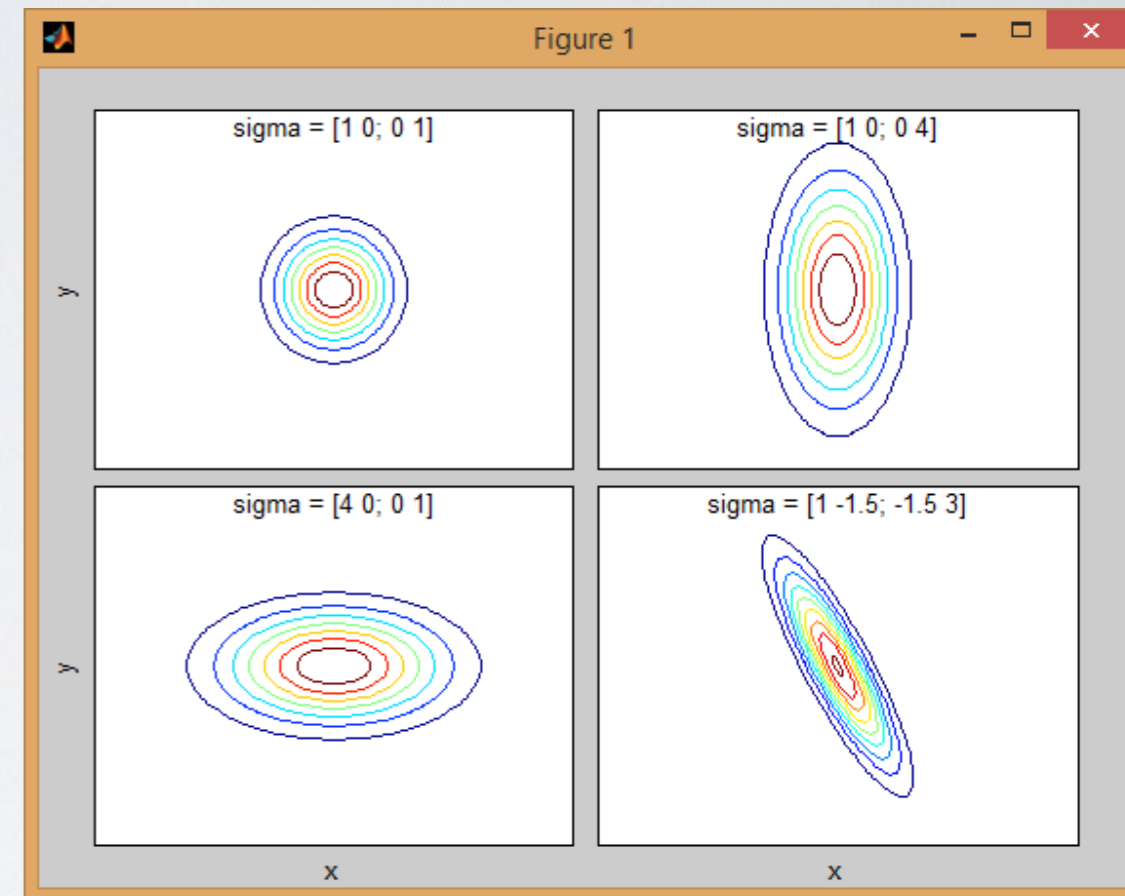 Figure 1
sigma = [1 0; 0 1]
sigma = [1 0; 0 4]
y
sigma = [4 0; 0 1]
sigma = [1 -1.5; -1.5 3]
y
x
x